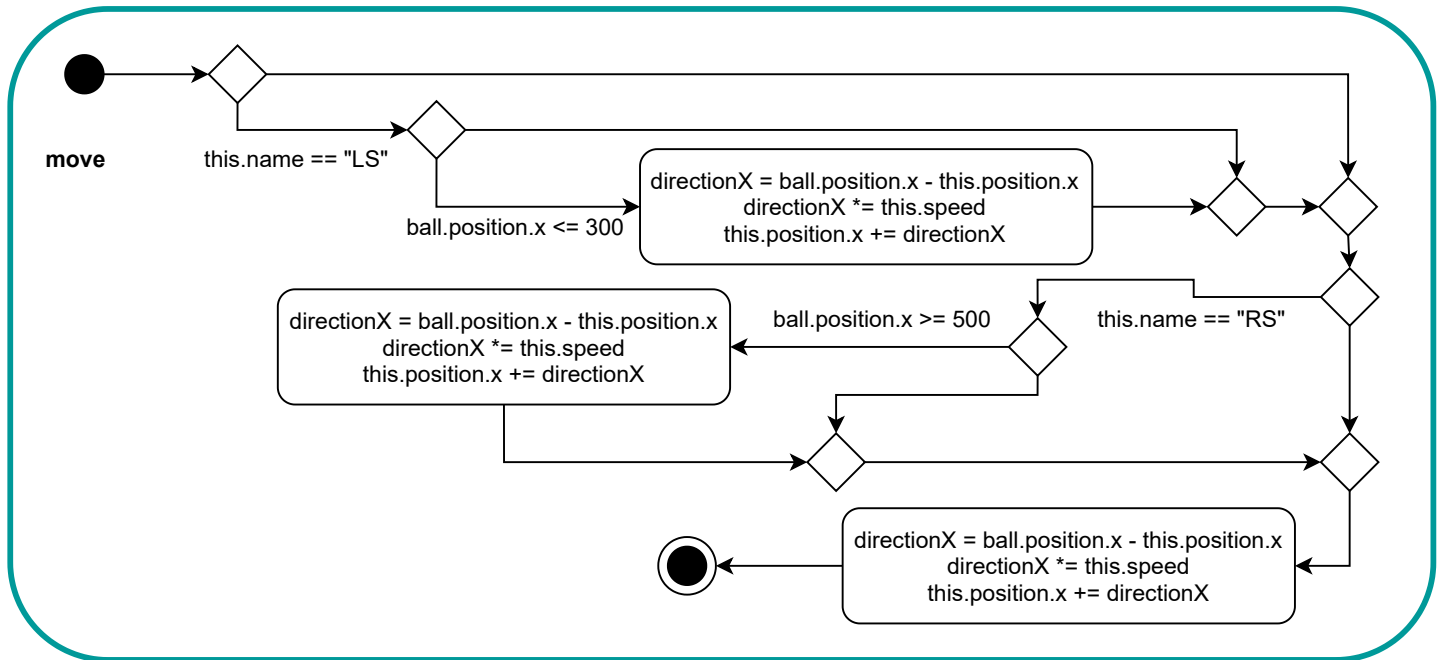 move
this.name == "LS"
directionX = ball.position.x - this.position.x
directionX *= this.speed
this.position.x += directionX
ball.position.x <= 300
directionX = ball.position.x - this.position.x
directionX *= this.speed
this.position.x += directionX
ball.position.x >= 500
this.name == "RS"
directionX = ball.position.x - this.position.x
directionX *= this.speed
this.position.x += directionX